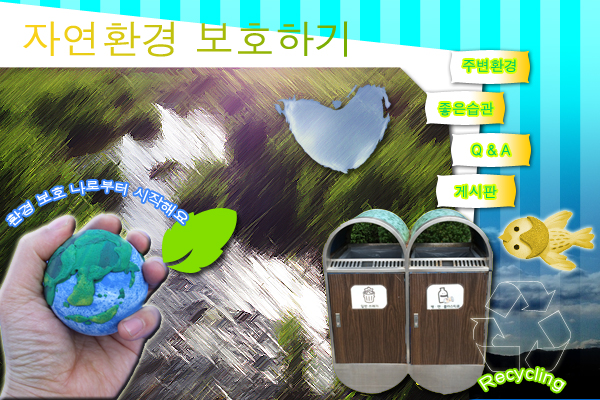 자연환경 보호하기
주변환경
좋은습관
Q & A
게시판
환경 보호 나로부터 시작해요
Recycling